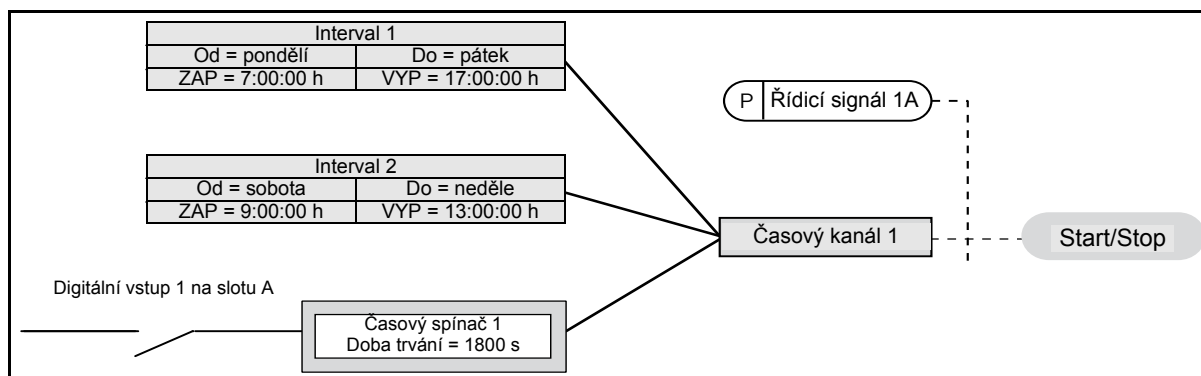 Interval 1
Od = pondělí Do = pátek
ZAP = 7:00:00 h VYP = 17:00:00 h
P Řídicí signál 1A
Interval 2
Od = sobota Do = neděle
ZAP = 9:00:00 h VYP = 13:00:00 h
Časový kanál 1
Start/Stop
Digitální vstup 1 na slotu A
Časový spínač 1
Doba trvání = 1800 s